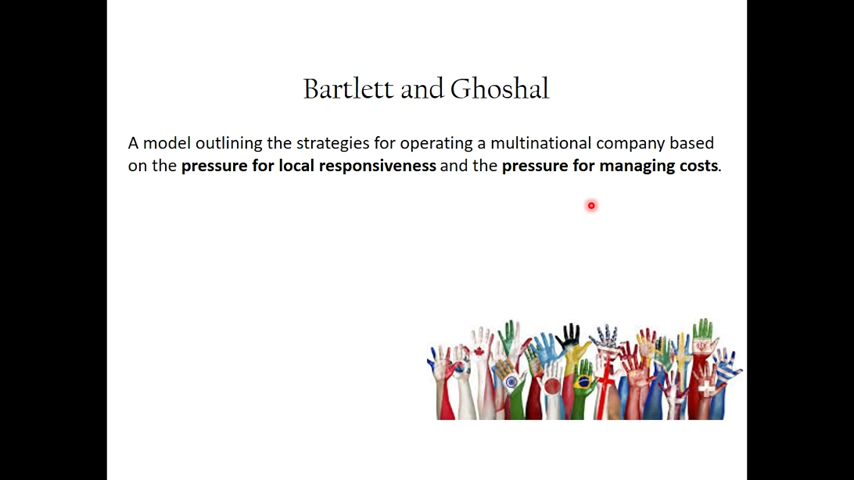 Bartlett and Ghoshal
A model outlining the strategies for operating a multinational company based
on the pressure for local responsiveness and the pressure for managing costs.